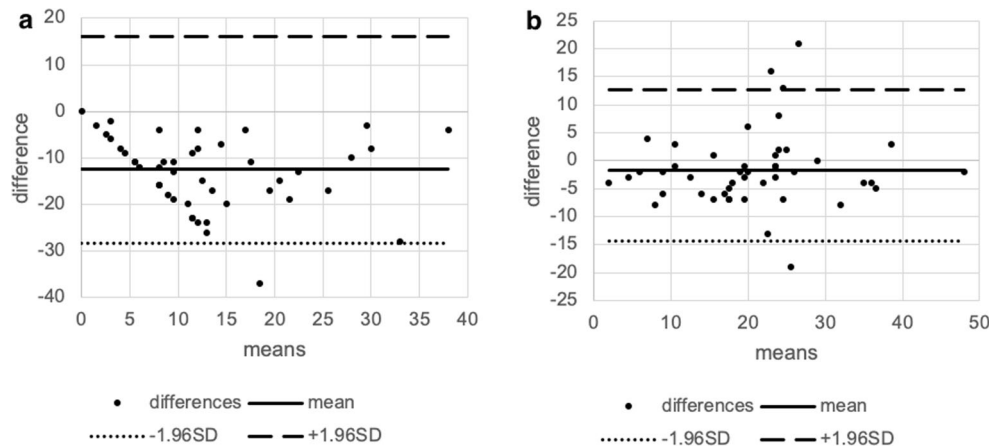 a
20
10
0
-10
-20
-30
-40
difference
0 5 10 15 20 25 30 35 40
means
differences mean
-1.96SD +1.96SD
b
25
20
15
10
5
0
-5
-10
-15
-20
-25
difference
0 10 20 30 40 50
means
differences mean
-1.96SD +1.96SD